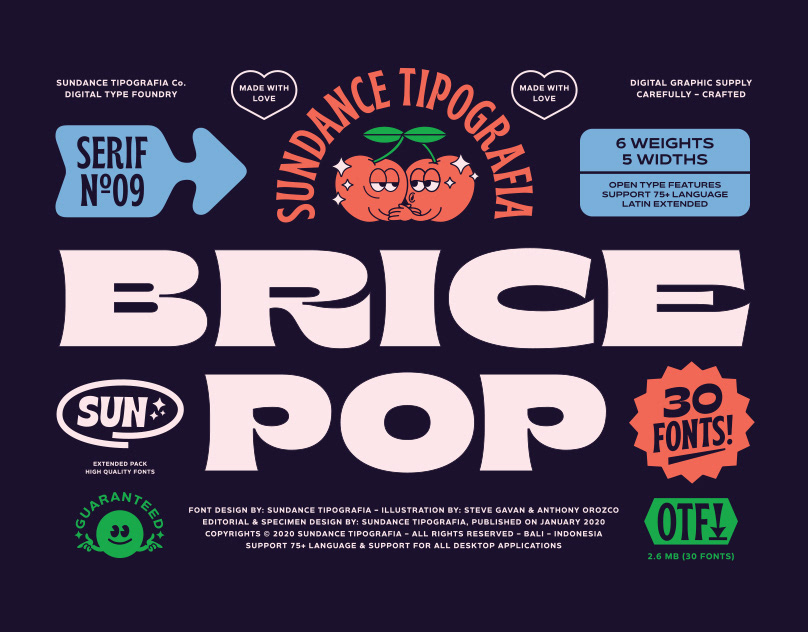 SUNDANCE TIPOGRAFIA Co.
DIGITAL TYPE FOUNDRY
MADE WITH
LOVE
SUNDANCE TIPOGRAFIA
MADE WITH
LOVE
DIGITAL GRAPHIC SUPPLY
CAREFULLY – CRAFTED
SERIF
Nº09
6 WEIGHTS
5 WIDTHS
OPEN TYPE FEATURES
SUPPORT 75+ LANGUAGE
LATIN EXTENDED
BRICE
POP
SUN
EXTENDED PACK
HIGH QUALITY FONTS
30
FONTS!
GUARANTEED
FONT DESIGN BY: SUNDANCE TIPOGRAFIA – ILLUSTRATION BY: STEVE GAVAN & ANTHONY OROZCO
EDITORIAL & SPECIMEN DESIGN BY: SUNDANCE TIPOGRAFIA, PUBLISHED ON JANUARY 2020
COPYRIGHTS © 2020 SUNDANCE TIPOGRAFIA – ALL RIGHTS RESERVED – BALI – INDONESIA
SUPPORT 75+ LANGUAGE & SUPPORT FOR ALL DESKTOP APPLICATIONS
OTF!
2.6 MB (30 FONTS)